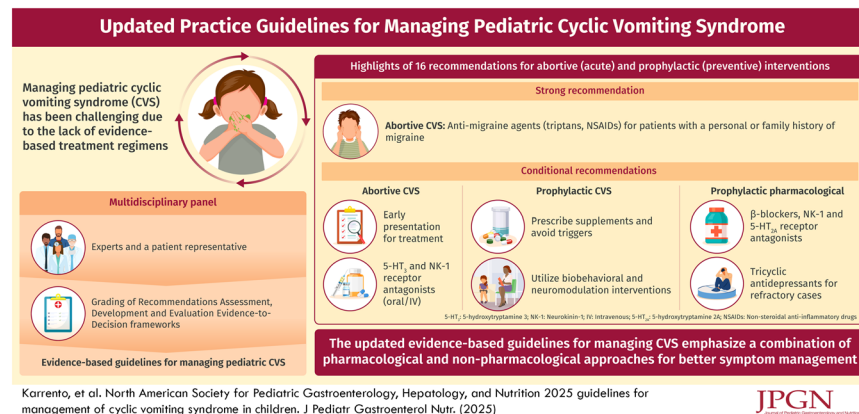 Updated Practice Guidelines for Managing Pediatric Cyclic Vomiting Syndrome
Managing pediatric cyclic
vomiting syndrome (CVS)
has been challenging due
to the lack of evidence-
based treatment regimens
Multidisciplinary panel
Experts and a patient representative
Grading of Recommendations Assessment,
Development and Evaluation Evidence-to-
Decision frameworks
Evidence-based guidelines for managing pediatric CVS
Highlights of 16 recommendations for abortive (acute) and prophylactic (preventive) interventions
Strong recommendation
Abortive CVS: Anti-migraine agents (triptans, NSAIDs) for patients with a personal or family history of
migraine
Conditional recommendations
Abortive CVS
Early
presentation
for treatment
5-HT₃ and NK-1
receptor
antagonists
(oral/IV)
Prophylactic CVS
Prescribe supplements and
avoid triggers
Utilize biobehavioral and
neuromodulation interventions
Prophylactic pharmacological
β-blockers, NK-1 and
5-HT2A receptor
antagonists
Tricyclic
antidepressants for
refractory cases
5-HT₃: 5-hydroxytryptamine 3; NK-1: Neurokinin-1; IV: Intravenous; 5-HT2A: 5-hydroxytryptamine 2A; NSAIDs: Non-steroidal anti-inflammatory drugs
The updated evidence-based guidelines for managing CVS emphasize a combination of
pharmacological and non-pharmacological approaches for better symptom management
Karrento, et al. North American Society for Pediatric Gastroenterology, Hepatology, and Nutrition 2025 guidelines for
management of cyclic vomiting syndrome in children. J Pediatr Gastroenterol Nutr. (2025)
JPGN
Journal of Pediatric Gastroenterology and Nutrition